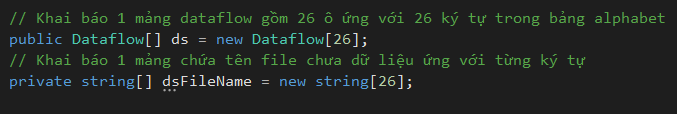 // Khai báo 1 mảng dataflow gồm 26 ô ứng với 26 ký tự trong bảng alphabet
public Dataflow[] ds = new Dataflow[26];
// Khai báo 1 mảng chứa tên file chưa dữ liệu ứng với từng ký tự
private string[] dsFileName = new string[26];